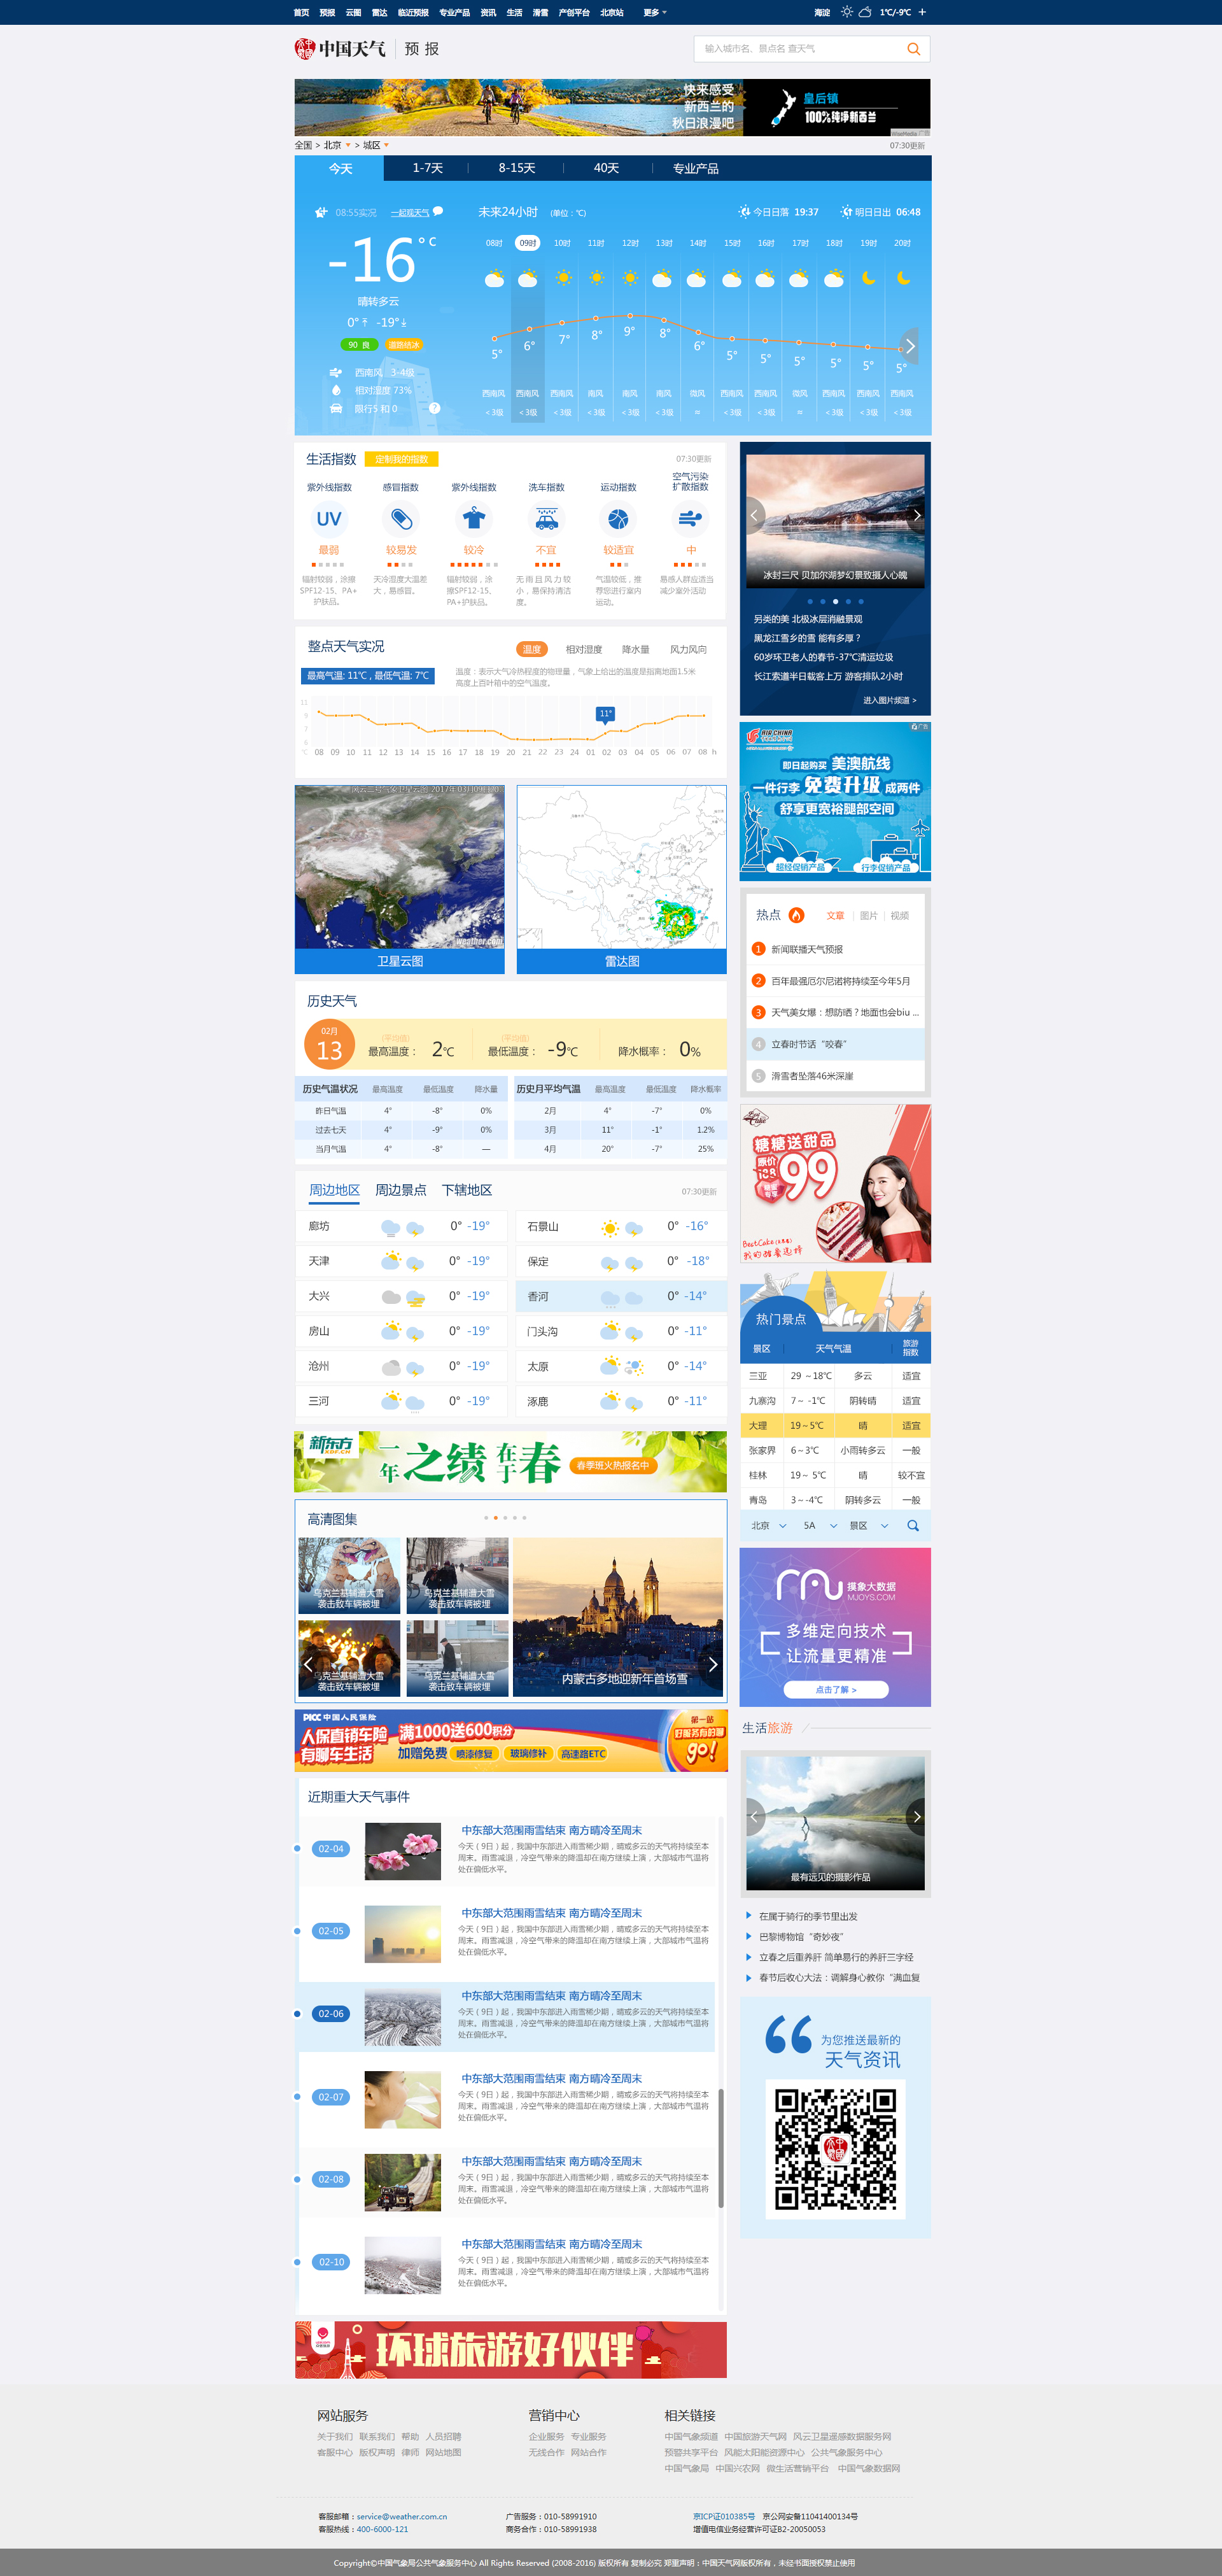 首页 预报 云图 雷达 临近预报 专业产品 资讯 生活 滑雪 产创平台 北京站 更多 海淀 1℃/-9℃ +
中国天气 预报
输入城市名、景点名 查天气
快来感受
新西兰的
秋日浪漫吧
皇后镇
100%纯净新西兰
全国 > 北京 > 城区 07:30更新
今天 1-7天 8-15天 40天 专业产品
08:55实况 一起观天气
未来24小时 (单位：℃) 今日日落 19:37 明日日出 06:48
08时 09时 10时 11时 12时 13时 14时 15时 16时 17时 18时 19时 20时
-16°C
晴转多云
0° -19°
90 良 道路结冰
西南风 3-4级
相对湿度 73%
限行5 和 0 ?
5° 6° 7° 8° 9° 8° 6° 5° 5° 5° 5° 5° 5°
西南风 西南风 西南风 南风 南风 南风 微风 西南风 西南风 微风 西南风 西南风 西南风
<3级 <3级 <3级 <3级 <3级 <3级 ≈ <3级 <3级 ≈ <3级 <3级 <3级
生活指数 定制我的指数 07:30更新
紫外线指数 感冒指数 紫外线指数 洗车指数 运动指数 空气污染
扩散指数
UV
最弱 较易发 较冷 不宜 较适宜 中
辐射较弱，涂擦
SPF12-15、PA+
护肤品。
天冷湿度大温差
大，易感冒。
辐射较弱，涂
擦SPF12-15、
PA+护肤品。
无雨且风力较
小，易保持清洁
度。
气温较低，推
荐您进行室内
运动。
易感人群应适当
减少室外活动
冰封三尺 贝加尔湖梦幻景致摄人心魄
另类的美 北极冰层消融景观
黑龙江雪乡的雪 能有多厚？
60岁环卫老人的春节-37℃清运垃圾
长江索道半日载客上万 游客排队2小时
进入图片频道 >
整点天气实况 温度 相对湿度 降水量 风力风向
最高气温: 11℃ , 最低气温: 7℃
温度：表示大气冷热程度的物理量，气象上给出的温度是指离地面1.5米
高度上百叶箱中的空气温度。
11
9
7
6
℃
11°
08 09 10 11 12 13 14 15 16 17 18 19 20 21 22 23 24 01 02 03 04 05 06 07 08 h
AIR CHINA
即日起购买 美澳航线
一件行李 免费升级 成两件
舒享更宽裕腿部空间
超经促销产品 行李促销产品
weather.com
卫星云图
雷达图
热点 文章 图片 视频
1 新闻联播天气预报
2 百年最强厄尔尼诺将持续至今年5月
3 天气美女爆：想防晒？地面也会biu ...
4 立春时节话“咬春”
5 滑雪者坠落46米深崖
历史天气
02月
13
(平均值)
最高温度： 2℃
(平均值)
最低温度： -9℃
降水概率： 0%
历史气温状况 最高温度 最低温度 降水量
昨日气温 4° -8° 0%
过去七天 4° -9° 0%
当月气温 4° -8° —
历史月平均气温 最高温度 最低温度 降水概率
2月 4° -7° 0%
3月 11° -1° 1.2%
4月 20° -7° 25%
糖糖送甜品
限价
99
周边地区 周边景点 下辖地区 07:30更新
廊坊 0° -19° 石景山 0° -16°
天津 0° -19° 保定 0° -18°
大兴 0° -19° 香河 0° -14°
房山 0° -19° 门头沟 0° -11°
沧州 0° -19° 太原 0° -14°
三河 0° -19° 涿鹿 0° -11°
热门景点
景区 天气气温 旅游
指数
三亚 29 ～18℃ 多云 适宜
九寨沟 7～ -1℃ 阴转晴 适宜
大理 19～5℃ 晴 适宜
张家界 6～3℃ 小雨转多云 一般
桂林 19～ 5℃ 晴 较不宜
青岛 3～-4℃ 阴转多云 一般
北京 5A 景区
新东方
XDF.CN
一年之绩在于春
春季班火热报名中
高清图集
乌克兰基辅遭大雪
袭击致车辆被埋
乌克兰基辅遭大雪
袭击致车辆被埋
乌克兰基辅遭大雪
袭击致车辆被埋
乌克兰基辅遭大雪
袭击致车辆被埋
内蒙古多地迎新年首场雪
摸象大数据
MJOYS.COM
多维定向技术
让流量更精准
点击了解 >
PICC 中国人民保险
人保直销车险
有聊车生活
满1000送600积分
加赠免费 喷漆修复 玻璃修补 高速路ETC
第一站
go!
生活旅游
最有远见的摄影作品
在属于骑行的季节里出发
巴黎博物馆“奇妙夜”
立春之后重养肝 简单易行的养肝三字经
春节后收心大法：调解身心教你“满血复
近期重大天气事件
02-04
中东部大范围雨雪结束 南方晴冷至周末
今天（9日）起，我国中东部进入雨雪稀少期，晴或多云的天气将持续至本
周末。雨雪减退，冷空气带来的降温却在南方继续上演，大部城市气温将
处在偏低水平。
02-05
中东部大范围雨雪结束 南方晴冷至周末
今天（9日）起，我国中东部进入雨雪稀少期，晴或多云的天气将持续至本
周末。雨雪减退，冷空气带来的降温却在南方继续上演，大部城市气温将
处在偏低水平。
02-06
中东部大范围雨雪结束 南方晴冷至周末
今天（9日）起，我国中东部进入雨雪稀少期，晴或多云的天气将持续至本
周末。雨雪减退，冷空气带来的降温却在南方继续上演，大部城市气温将
处在偏低水平。
02-07
中东部大范围雨雪结束 南方晴冷至周末
今天（9日）起，我国中东部进入雨雪稀少期，晴或多云的天气将持续至本
周末。雨雪减退，冷空气带来的降温却在南方继续上演，大部城市气温将
处在偏低水平。
02-08
中东部大范围雨雪结束 南方晴冷至周末
今天（9日）起，我国中东部进入雨雪稀少期，晴或多云的天气将持续至本
周末。雨雪减退，冷空气带来的降温却在南方继续上演，大部城市气温将
处在偏低水平。
02-10
中东部大范围雨雪结束 南方晴冷至周末
今天（9日）起，我国中东部进入雨雪稀少期，晴或多云的天气将持续至本
周末。雨雪减退，冷空气带来的降温却在南方继续上演，大部城市气温将
处在偏低水平。
为您推送最新的
天气资讯
环球旅游好伙伴
网站服务 营销中心 相关链接
关于我们 联系我们 帮助 人员招聘 企业服务 专业服务 中国气象频道 中国旅游天气网 风云卫星遥感数据服务网
客服中心 版权声明 律师 网站地图 无线合作 网站合作 预警共享平台 风能太阳能资源中心 公共气象服务中心
中国气象局 中国兴农网 微生活营销平台 中国气象数据网
客服邮箱：service@weather.com.cn 广告服务：010-58991910 京ICP证010385号 京公网安备11041400134号
客服热线：400-6000-121 商务合作：010-58991938 增值电信业务经营许可证B2-20050053
Copyright©中国气象局公共气象服务中心 All Rights Reserved (2008-2016) 版权所有 复制必究 郑重声明：中国天气网版权所有，未经书面授权禁止使用